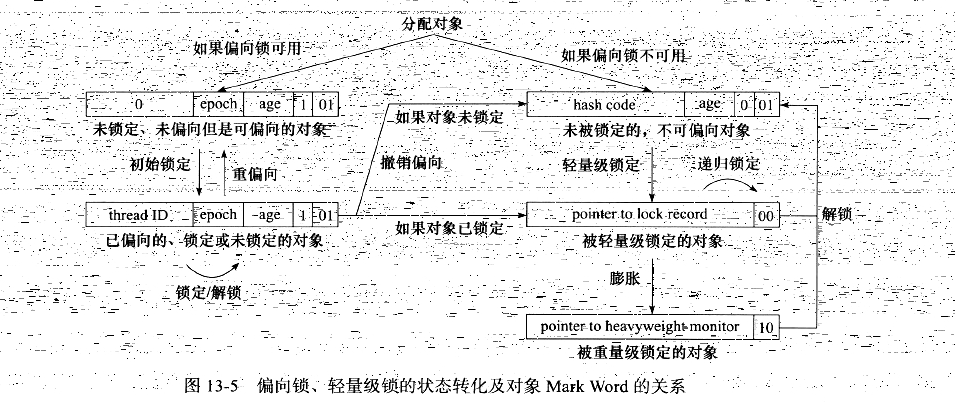 分配对象
如果偏向锁可用
如果偏向锁不可用
0 epoch age 1 01
未锁定、未偏向但是可偏向的对象
hash code age 0 01
未被锁定的，不可偏向对象
如果对象未锁定
撤销偏向
初始锁定
重偏向
轻量级锁定
递归锁定
thread ID epoch age 1 01
已偏向的、锁定或未锁定的对象
如果对象已锁定
pointer to lock record 00
被轻量级锁定的对象
解锁
锁定/解锁
膨胀
pointer to heavyweight monitor 10
被重量级锁定的对象
图 13-5 偏向锁、轻量级锁的状态转化及对象 Mark Word 的关系